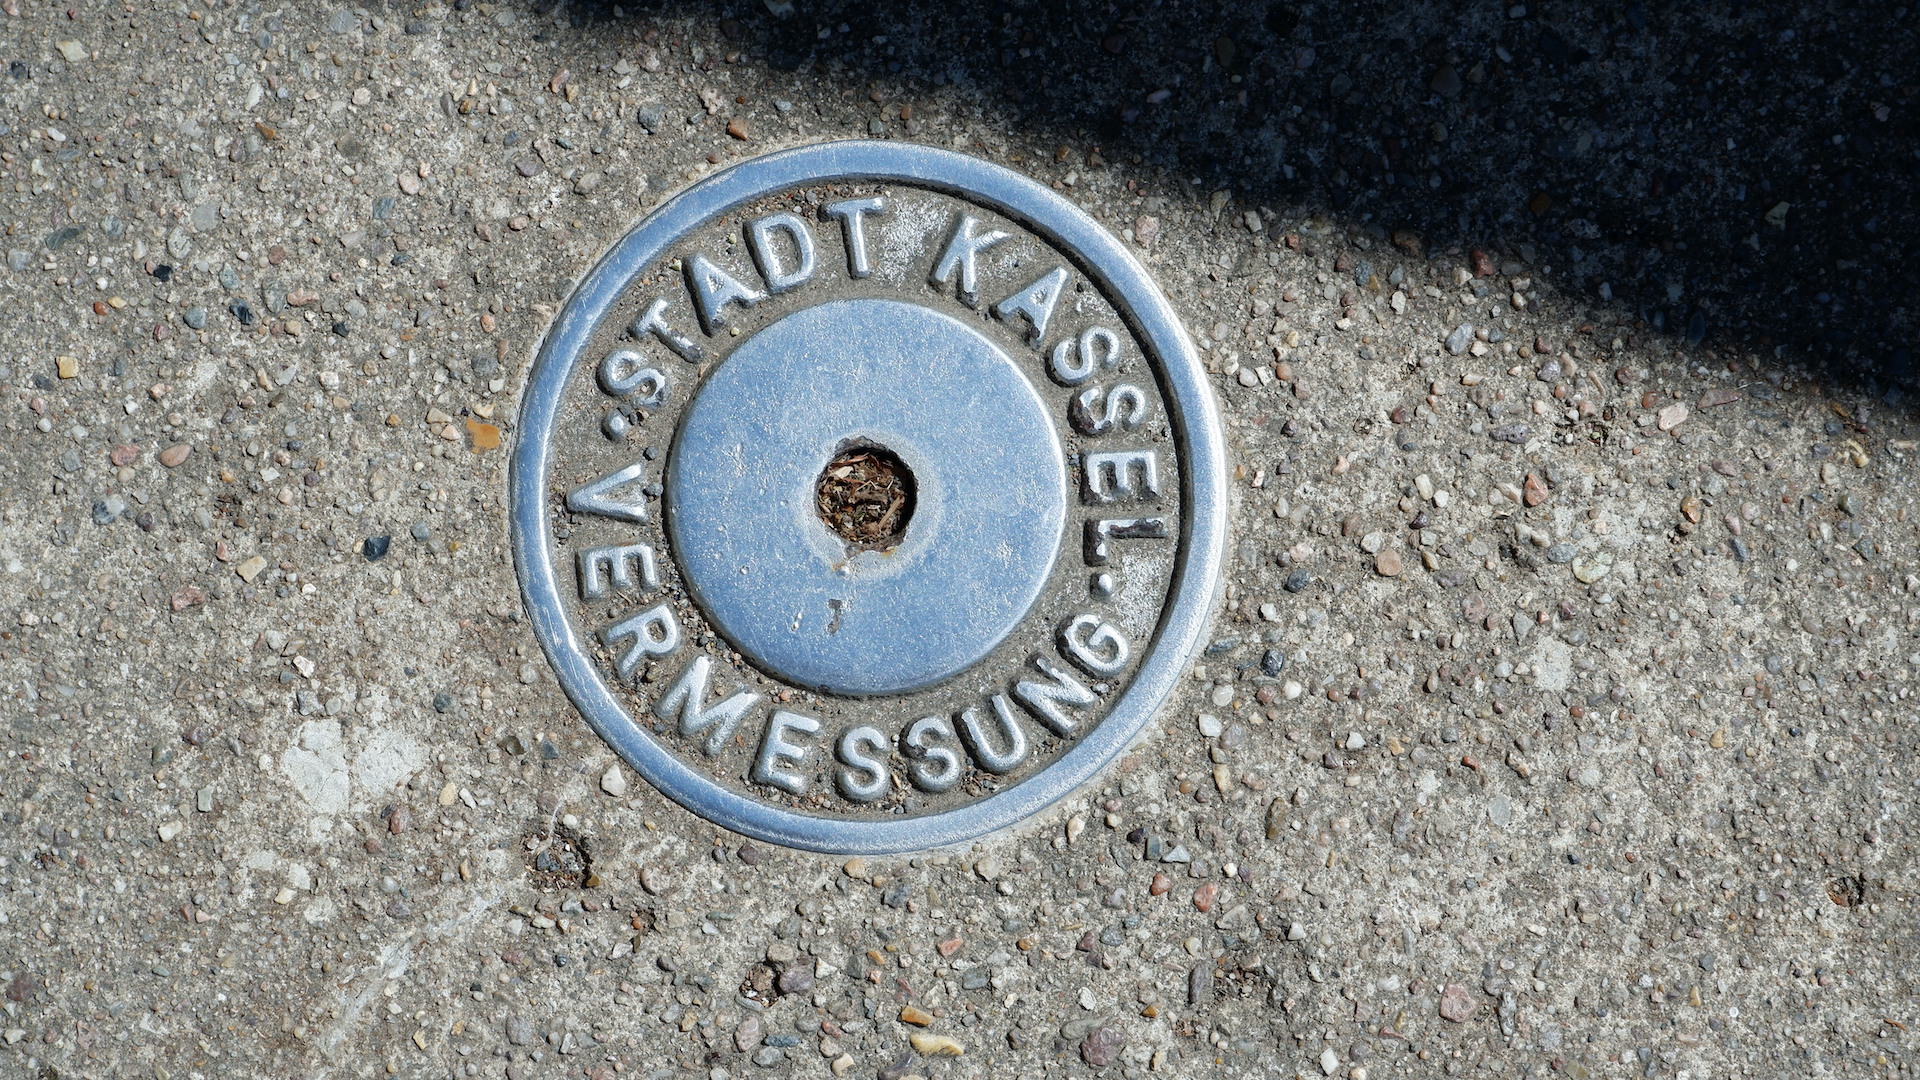 ·STADT KASSEL·
VERMESSUNG